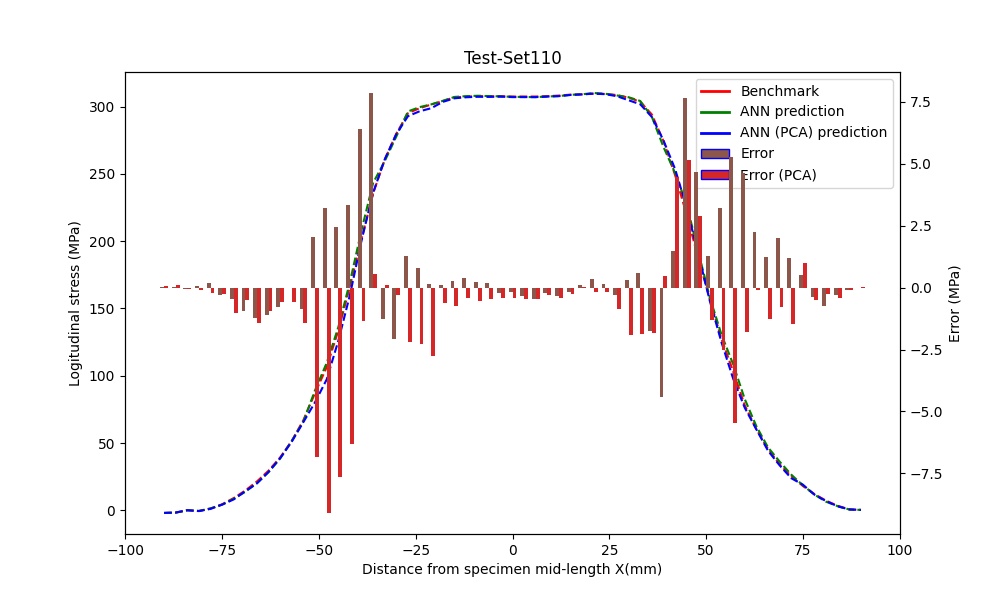 Test-Set110
Benchmark
ANN prediction
ANN (PCA) prediction
Error
Error (PCA)
300
250
200
150
100
50
0
Logitudinal stress (MPa)
7.5
5.0
2.5
0.0
−2.5
−5.0
−7.5
Error (MPa)
−100 −75 −50 −25 0 25 50 75 100
Distance from specimen mid-length X(mm)